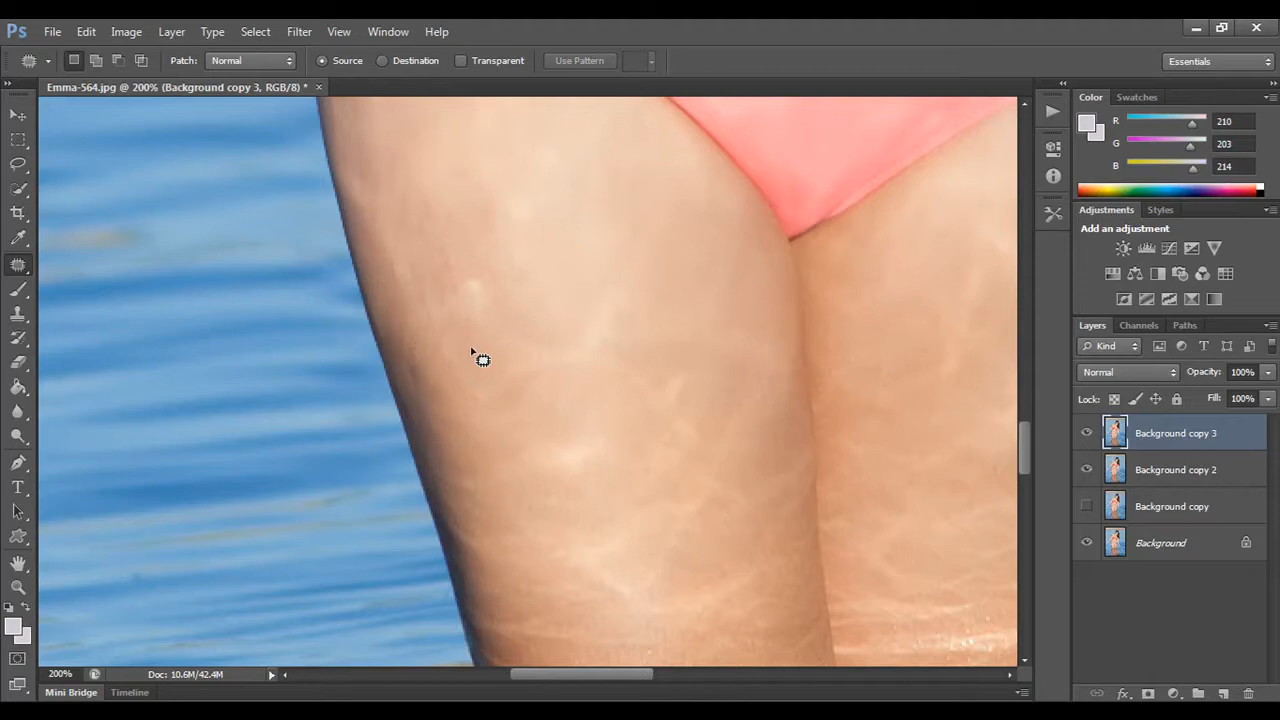 Ps File Edit Image Layer Type Select Filter View Window Help
Patch: Normal Source Destination Transparent Use Pattern Essentials
Emma-564.jpg @ 200% (Background copy 3, RGB/8) * ×
Color Swatches
R 210
G 203
B 214
Adjustments Styles
Add an adjustment
Layers Channels Paths
Kind
Normal Opacity: 100%
Lock: Fill: 100%
Background copy 3
Background copy 2
Background copy
Background
200% Doc: 10.6M/42.4M
Mini Bridge Timeline